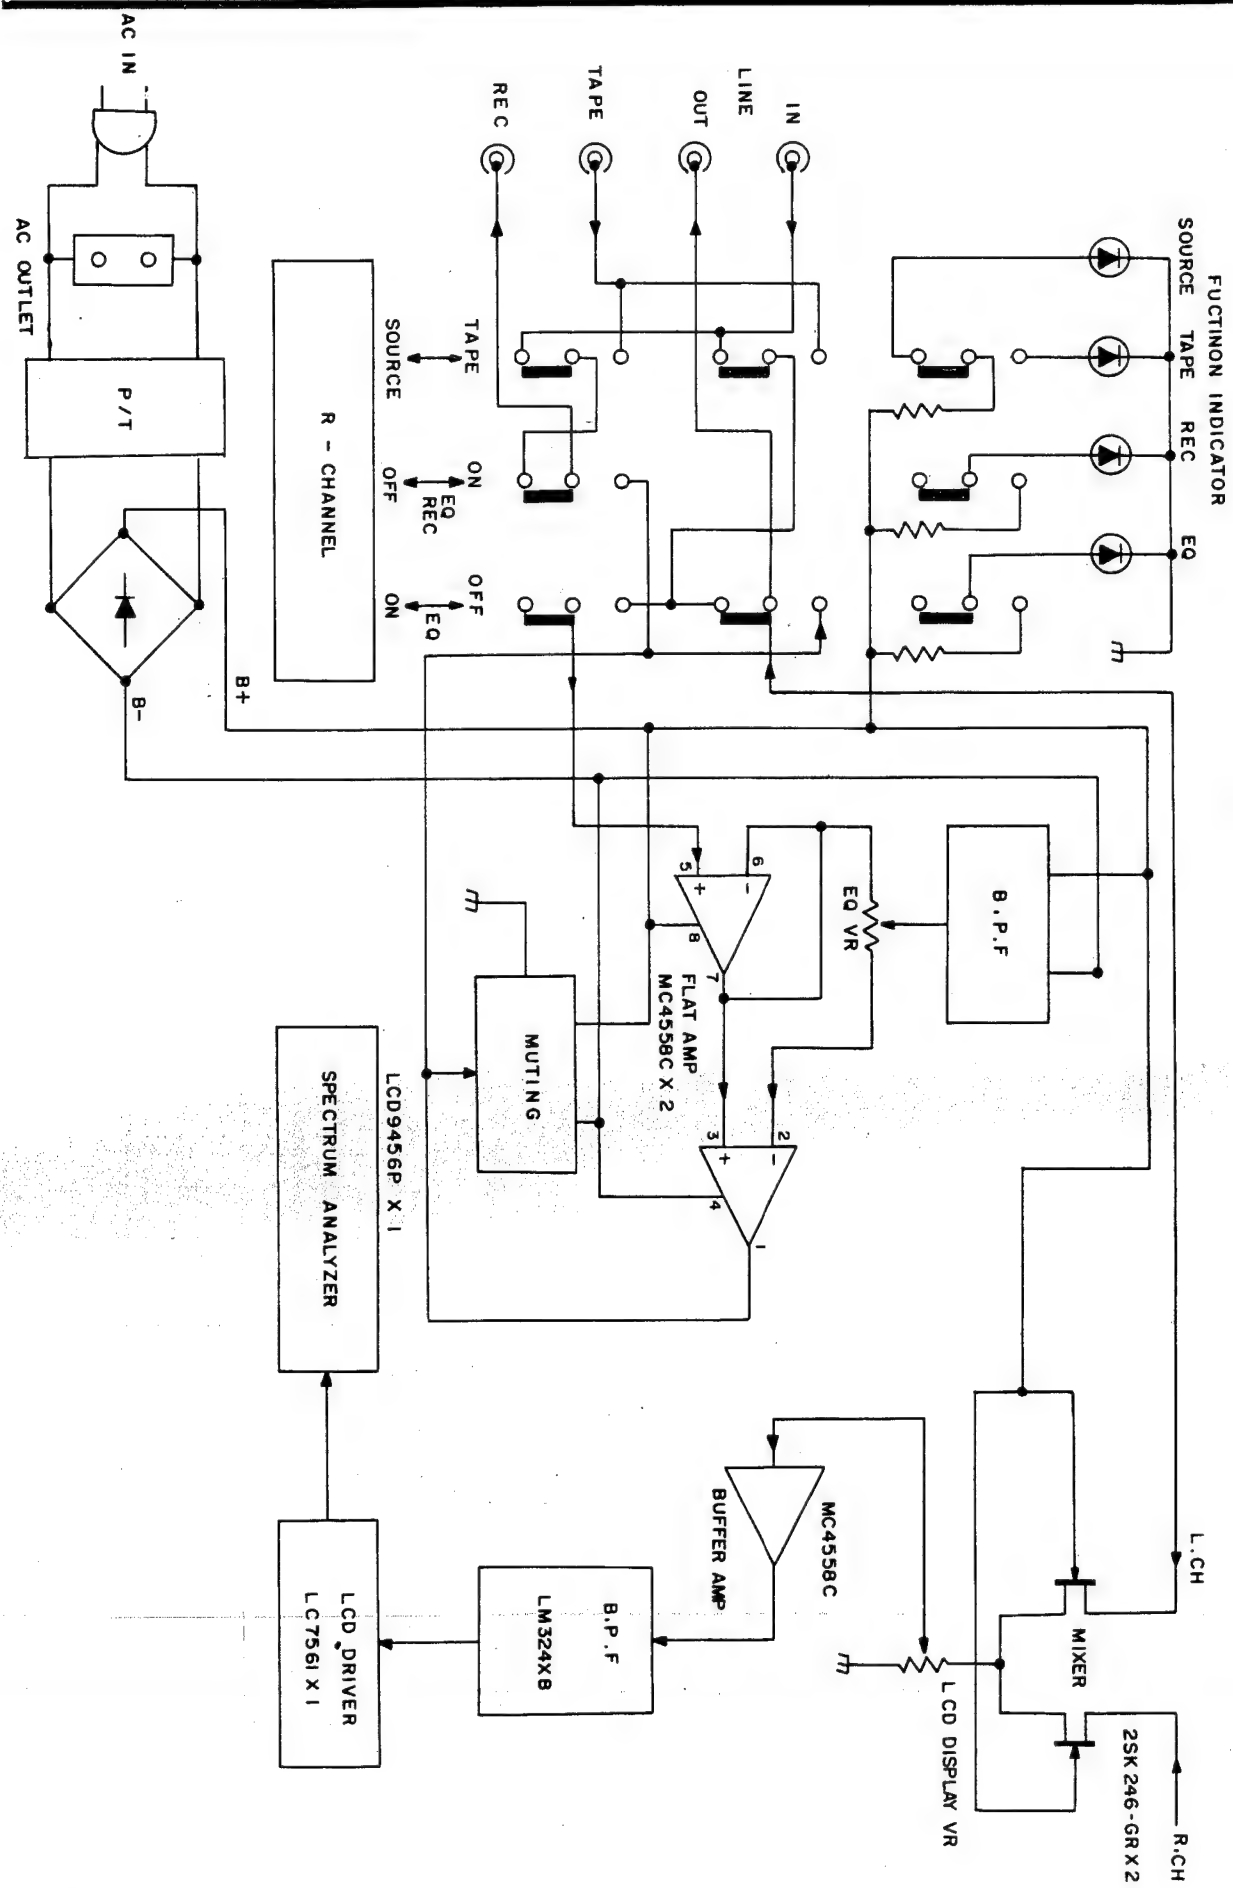 FUCTINON INDICATOR
SOURCE TAPE REC EQ
IN
LINE
OUT
TAPE
REC
TAPE
SOURCE
ON
EQ
REC
OFF
OFF
EQ
ON
R - CHANNEL
AC IN
AC OUTLET
P/T
B+
B-
B.P.F
EQ VR
5
6
+
-
8
7
FLAT AMP
MC4558C X 2
2
3
-
+
4
1
MUTING
LCD9456P X 1
SPECTRUM ANALYZER
L.CH
MIXER
2SK246-GR X 2
R.CH
LCD DISPLAY VR
MC4558C
BUFFER AMP
B.P.F
LM324X8
LCD DRIVER
LC7561 X 1